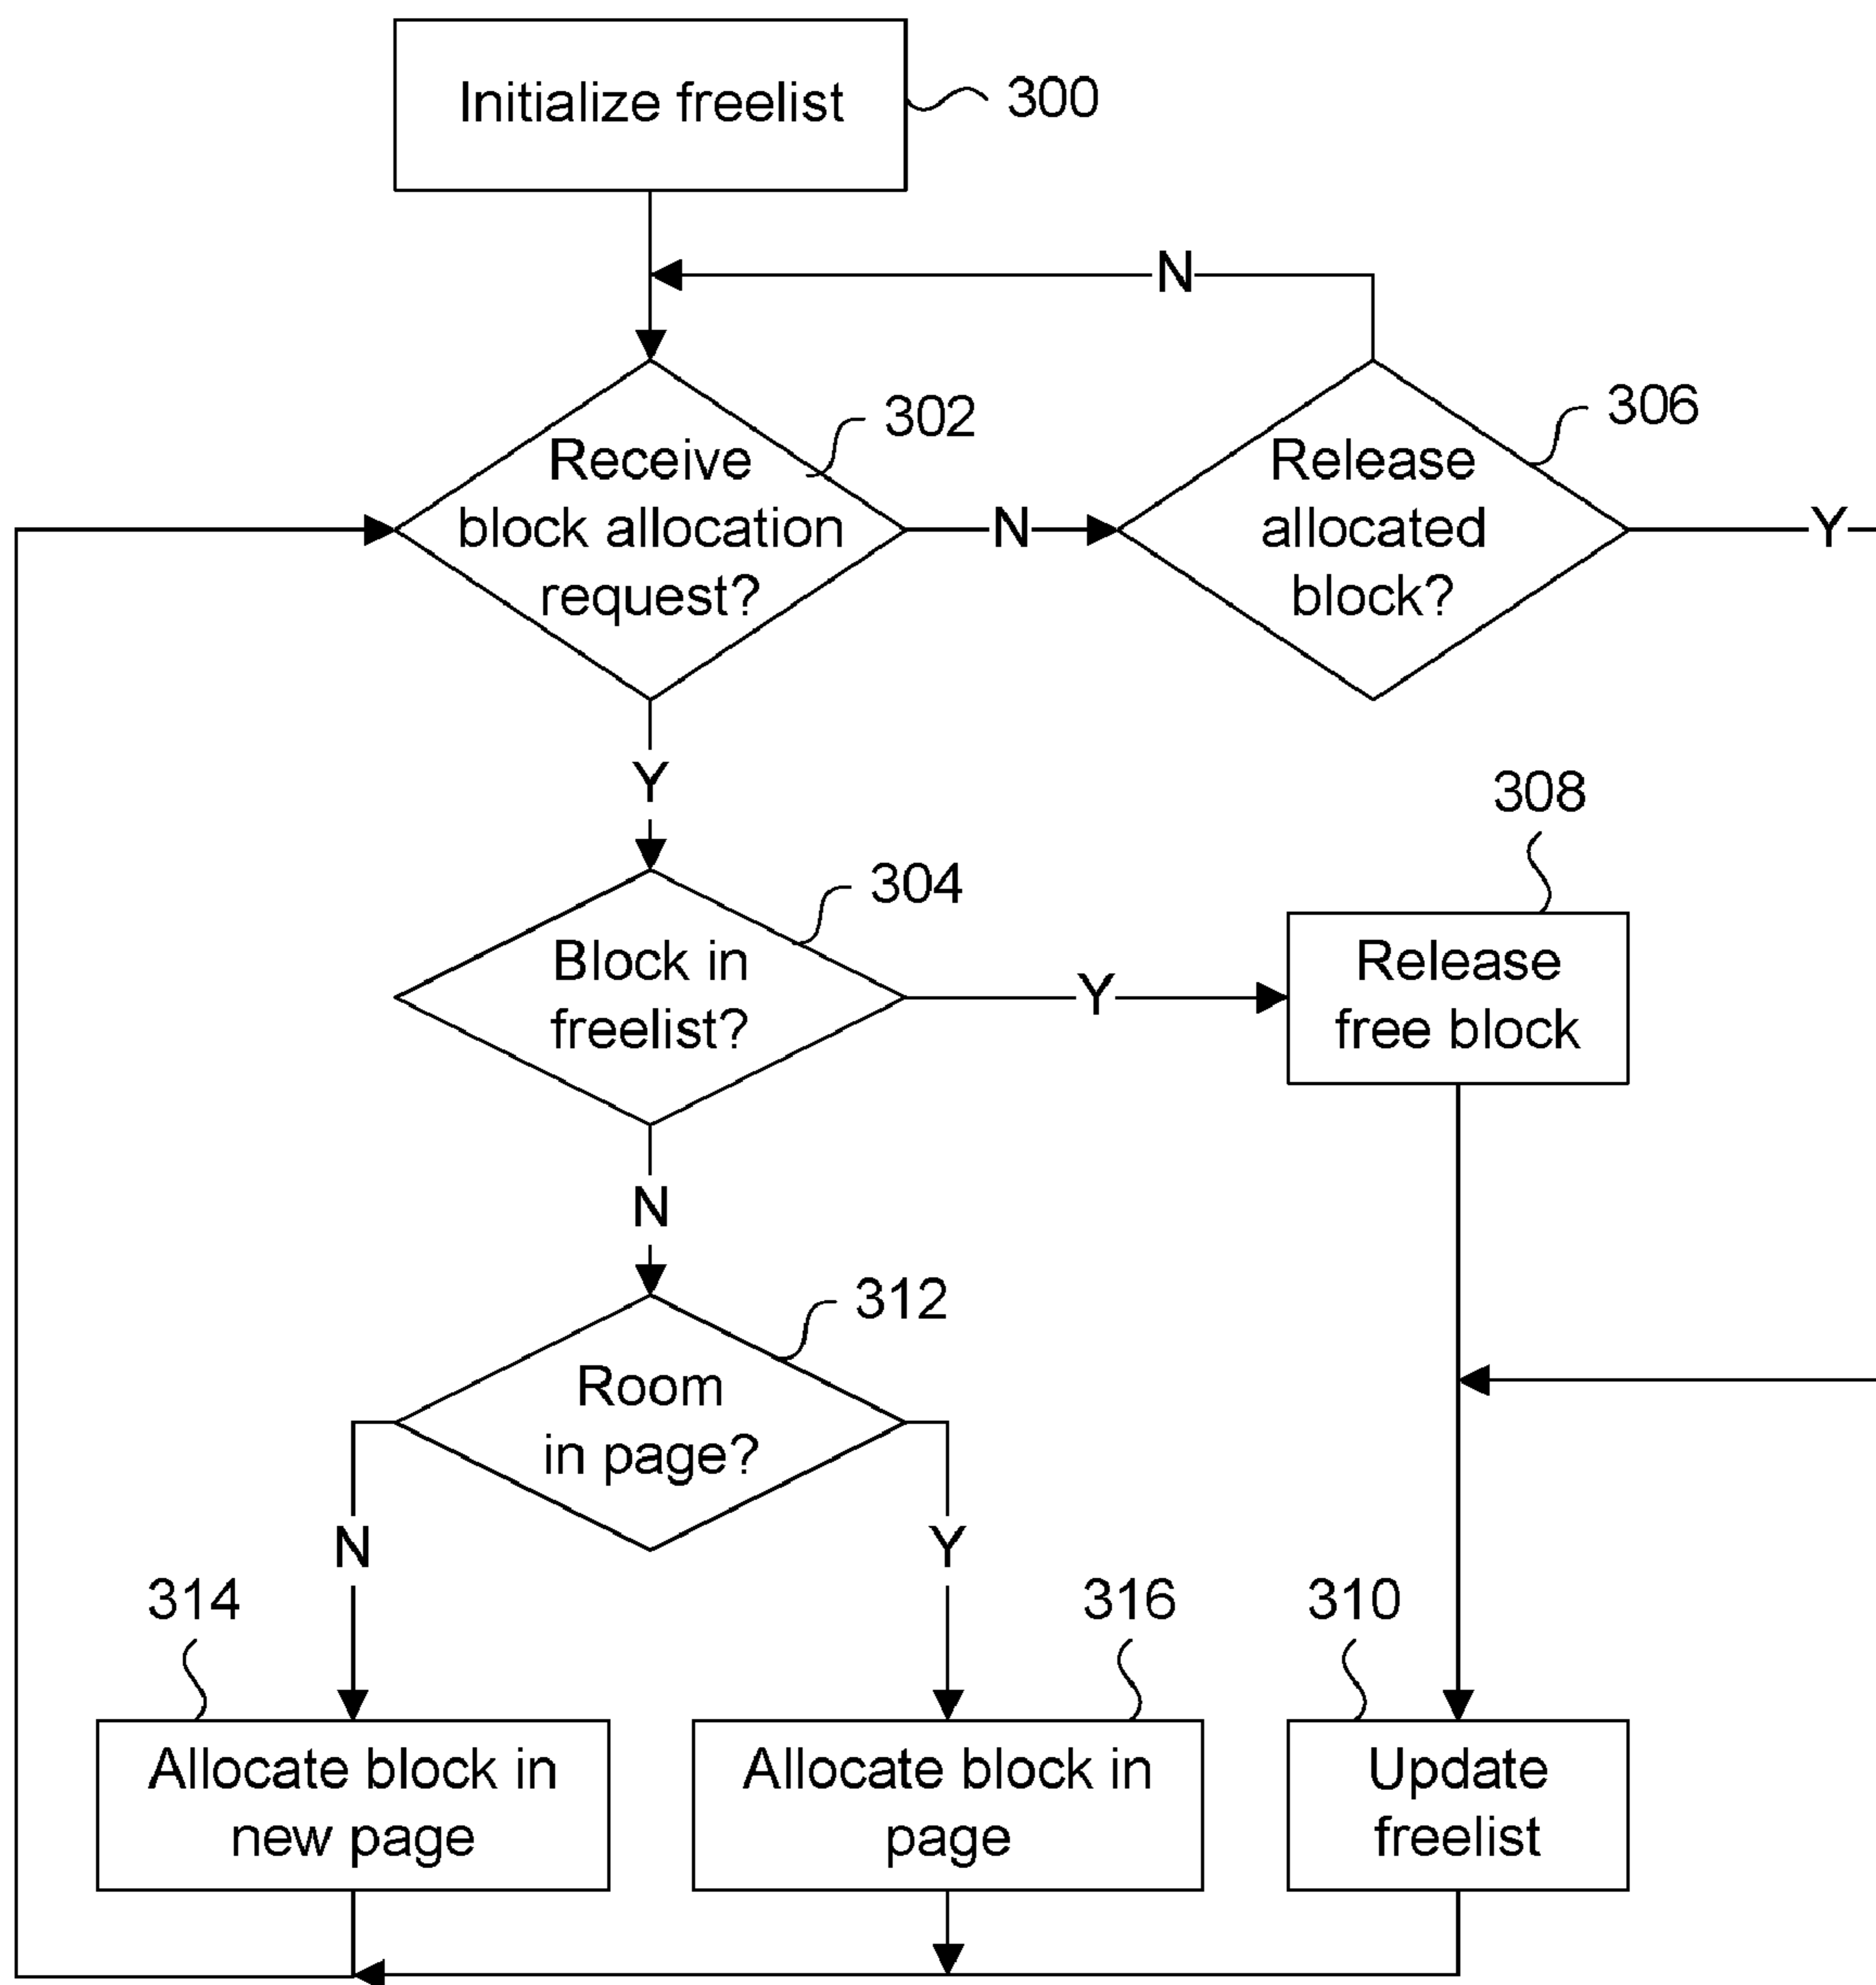 Initialize freelist
300
N
302
306
Receive
block allocation
request?
N
Release
allocated
block?
Y
Y
308
304
Block in
freelist?
Y
Release
free block
N
312
Room
in page?
N
Y
314
316
310
Allocate block in
new page
Allocate block in
page
Update
freelist